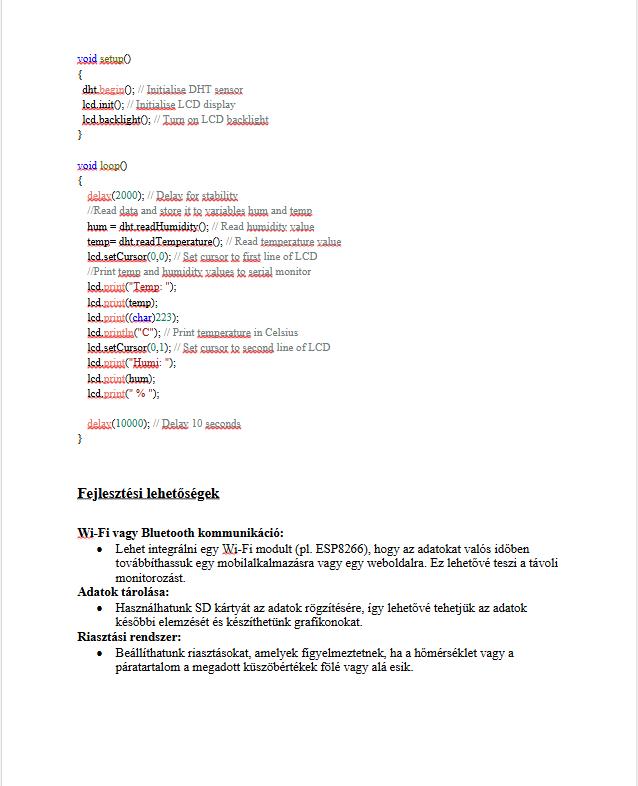 void setup()
{
dht.begin(); // Initialise DHT sensor
lcd.init(); // Initialise LCD display
lcd.backlight(); // Turn on LCD backlight
}
void loop()
{
delay(2000); // Delay for stability
//Read data and store it to variables hum and temp
hum = dht.readHumidity(); // Read humidity value
temp= dht.readTemperature(); // Read temperature value
lcd.setCursor(0,0); // Set cursor to first line of LCD
//Print temp and humidity values to serial monitor
lcd.print("Temp: ");
lcd.print(temp);
lcd.print((char)223);
lcd.println("C"); // Print temperature in Celsius
lcd.setCursor(0,1); // Set cursor to second line of LCD
lcd.print("Humi: ");
lcd.print(hum);
lcd.print(" % ");
delay(10000); // Delay 10 seconds
}
Fejlesztési lehetőségek
Wi-Fi vagy Bluetooth kommunikáció:
• Lehet integrálni egy Wi-Fi modult (pl. ESP8266), hogy az adatokat valós időben
továbbíthassuk egy mobilalkalmazásra vagy egy weboldalra. Ez lehetővé teszi a távoli
monitorozást.
Adatok tárolása:
• Használhatunk SD kártyát az adatok rögzítésére, így lehetővé tehetjük az adatok
későbbi elemzését és készíthetünk grafikonokat.
Riasztási rendszer:
• Beállíthatunk riasztásokat, amelyek figyelmeztetnek, ha a hőmérséklet vagy a
páratartalom a megadott küszöbértékek fölé vagy alá esik.